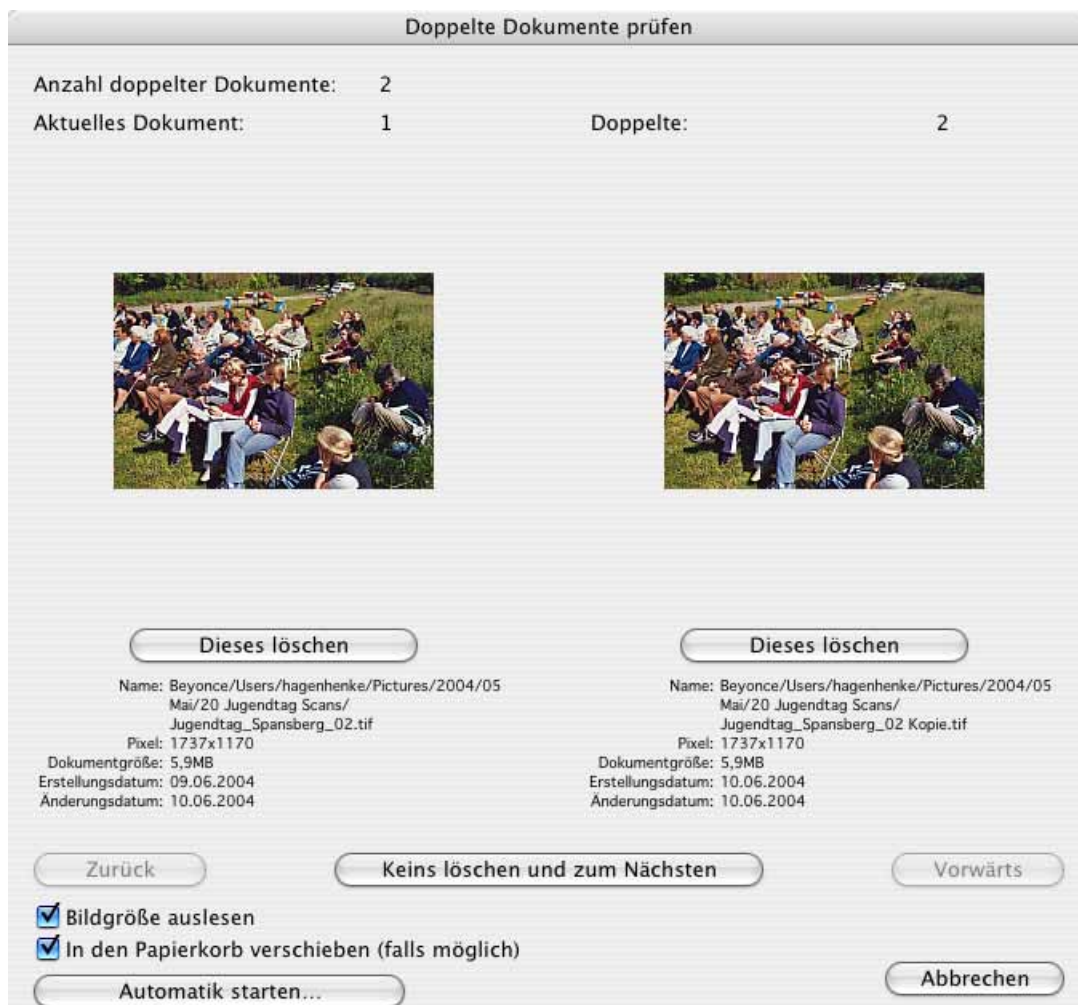 Doppelte Dokumente prüfen
Anzahl doppelter Dokumente: 2
Aktuelles Dokument: 1 Doppelte: 2
Dieses löschen
Name: Beyonce/Users/hagenhenke/Pictures/2004/05
Mai/20 Jugendtag Scans/
Jugendtag_Spansberg_02.tif
Pixel: 1737x1170
Dokumentgröße: 5,9MB
Erstellungsdatum: 09.06.2004
Änderungsdatum: 10.06.2004
Dieses löschen
Name: Beyonce/Users/hagenhenke/Pictures/2004/05
Mai/20 Jugendtag Scans/
Jugendtag_Spansberg_02 Kopie.tif
Pixel: 1737x1170
Dokumentgröße: 5,9MB
Erstellungsdatum: 10.06.2004
Änderungsdatum: 10.06.2004
Zurück Keins löschen und zum Nächsten Vorwärts
Bildgröße auslesen
In den Papierkorb verschieben (falls möglich)
Automatik starten... Abbrechen